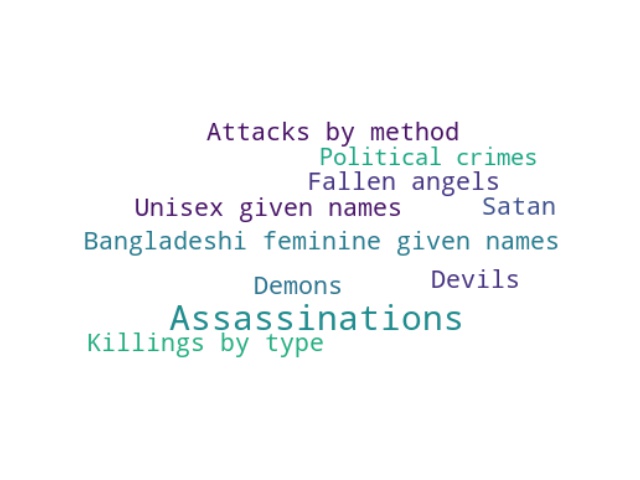 Attacks by method
Political crimes
Fallen angels
Unisex given names
Satan
Bangladeshi feminine given names
Devils
Demons
Assassinations
Killings by type